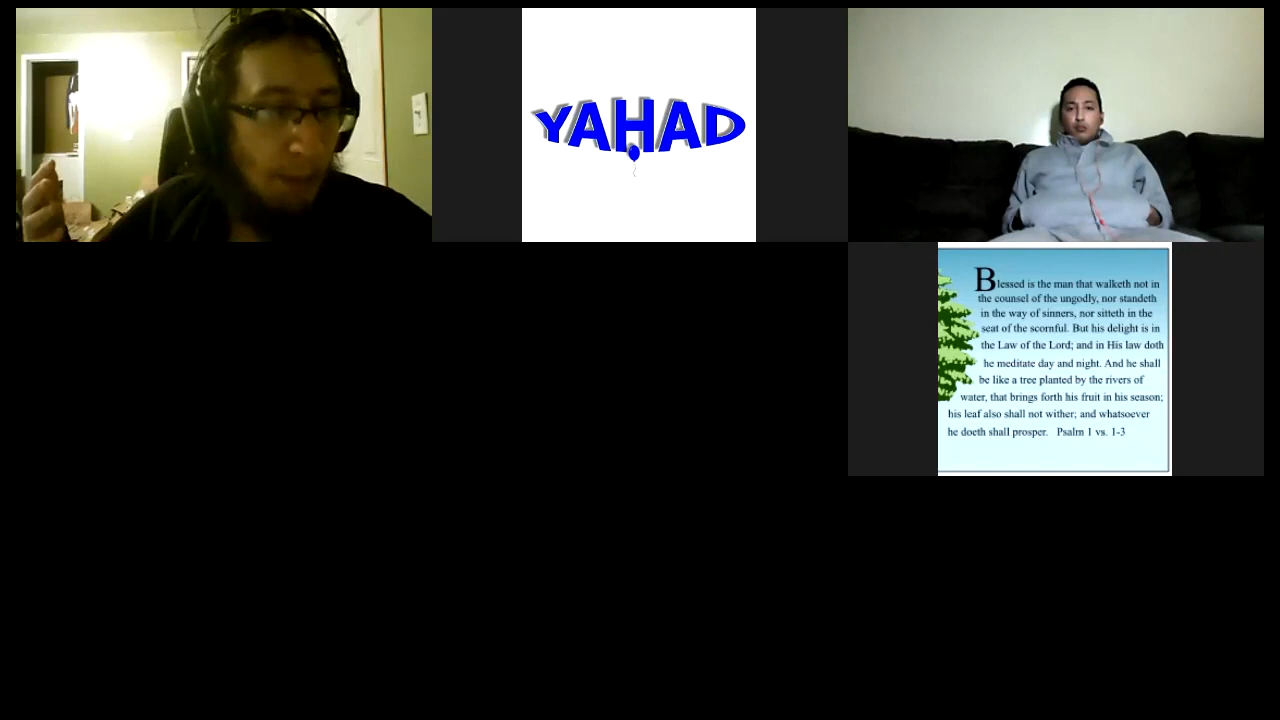 YAHAD
Blessed is the man that walketh not in
the counsel of the ungodly, nor standeth
in the way of sinners, nor sitteth in the
seat of the scornful. But his delight is in
the Law of the Lord; and in His law doth
he meditate day and night. And he shall
be like a tree planted by the rivers of
water, that brings forth his fruit in his season;
his leaf also shall not wither; and whatsoever
he doeth shall prosper. Psalm 1 vs. 1-3